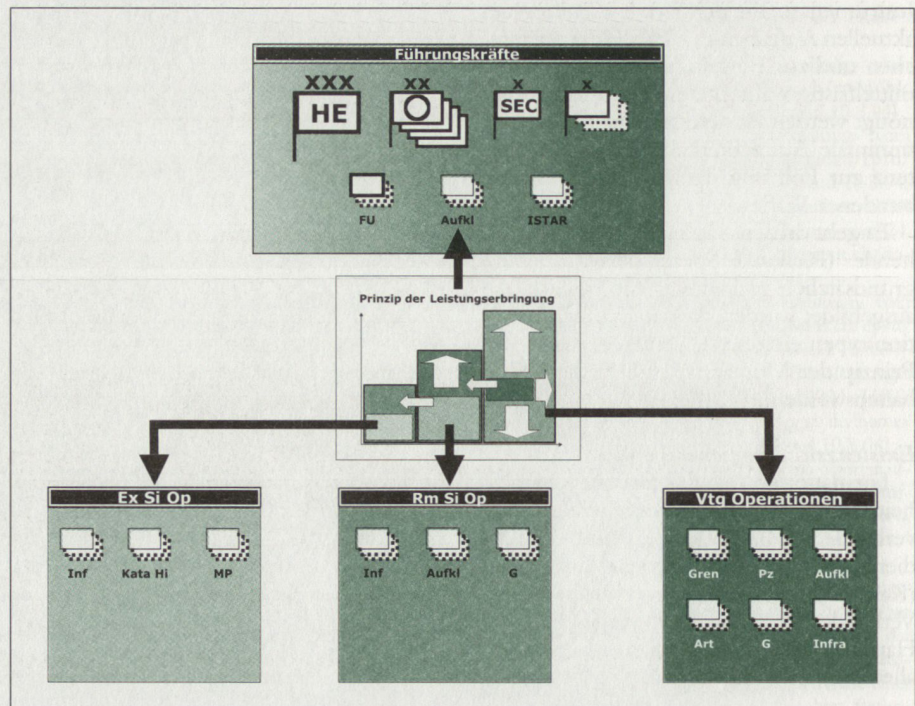 Führungskräfte
XXX XX X X
HE SEC
FU Aufkl ISTAR
Prinzip der Leistungserbringung
Ex Si Op
Inf Kata Hi MP
Rm Si Op
Inf Aufkl G
Vtg Operationen
Gren Pz Aufkl
Art G Infra